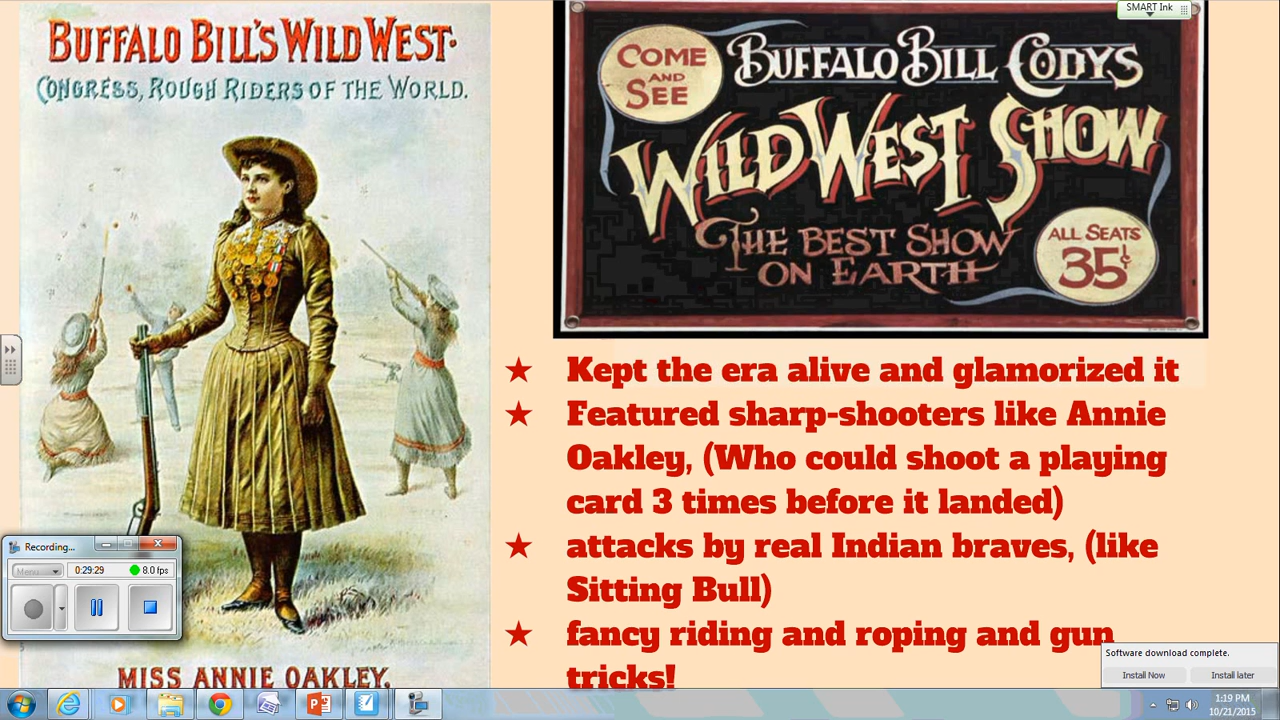 BUFFALO BILL'S WILD WEST.
CONGRESS, ROUGH RIDERS OF THE WORLD.
MISS ANNIE OAKLEY.
COME
AND
SEE
BUFFALO BILL CODYS
WILD WEST SHOW
THE BEST SHOW
ON EARTH
ALL SEATS
35¢
SMART Ink
★ Kept the era alive and glamorized it
★ Featured sharp-shooters like Annie
Oakley, (Who could shoot a playing
card 3 times before it landed)
★ attacks by real Indian braves, (like
Sitting Bull)
★ fancy riding and roping and gun
tricks!
Recording...
Menu
0:29:29
8.0 fps
Software download complete.
Install Now
Install later
1:19 PM
10/21/2015